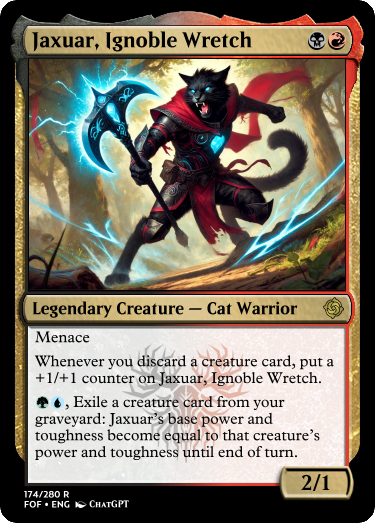 Jaxuar, Ignoble Wretch
Legendary Creature — Cat Warrior
Menace
Whenever you discard a creature card, put a
+1/+1 counter on Jaxuar, Ignoble Wretch.
, Exile a creature card from your
graveyard: Jaxuar's base power and
toughness become equal to that creature's
power and toughness until end of turn.
2/1
174/280 R
FOF • ENG ChatGPT